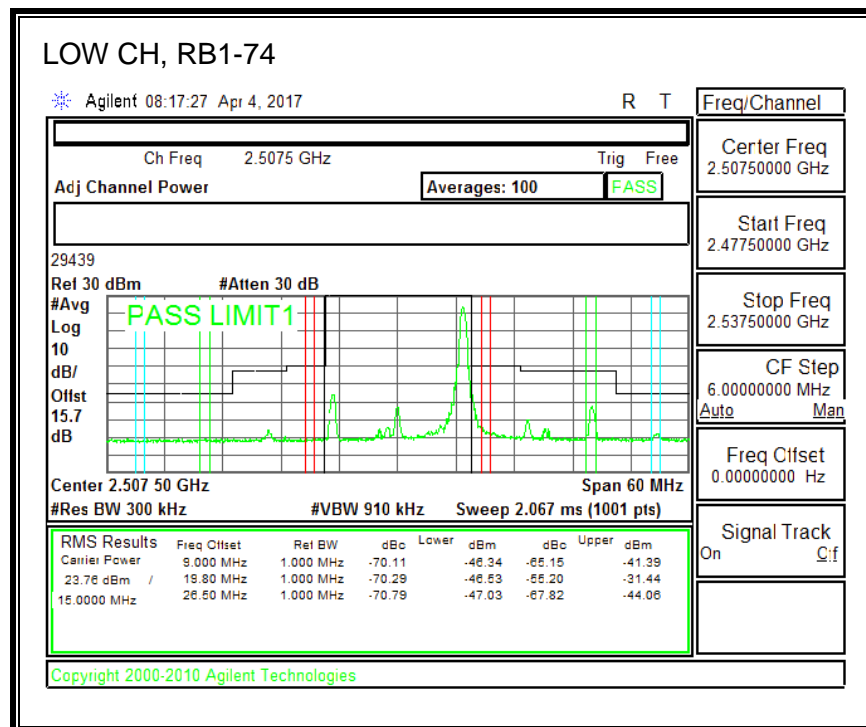 LOW CH, RB1-74
Agilent 08:17:27 Apr 4, 2017 R T
Freq/Channel
Ch Freq 2.5075 GHz Trig Free
Adj Channel Power Averages: 100 PASS
29439
Ref 30 dBm #Atten 30 dB
#Avg
Log
10
dB/
Offst
15.7
dB
PASS LIMIT1
Center 2.507 50 GHz Span 60 MHz
#Res BW 300 kHz #VBW 910 kHz Sweep 2.067 ms (1001 pts)
RMS Results Freq Offset Ref BW dBc Lower dBm dBc Upper dBm
Carrier Power 9.000 MHz 1.000 MHz -70.11 -46.34 -65.15 -41.39
23.76 dBm / 19.80 MHz 1.000 MHz -70.29 -46.53 -55.20 -31.44
15.0000 MHz 26.50 MHz 1.000 MHz -70.79 -47.03 -67.82 -44.06
Center Freq
2.50750000 GHz
Start Freq
2.47750000 GHz
Stop Freq
2.53750000 GHz
CF Step
6.00000000 MHz
Auto Man
Freq Offset
0.00000000 Hz
Signal Track
On Off
Copyright 2000-2010 Agilent Technologies